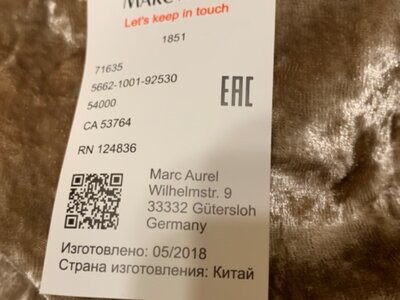 Let's keep in touch
1851
71635
5662-1001-92530
54000
EAC
CA 53764
RN 124836
Marc Aurel
Wilhelmstr. 9
33332 Gütersloh
Germany
Изготовлено: 05/2018
Страна изготовления: Китай